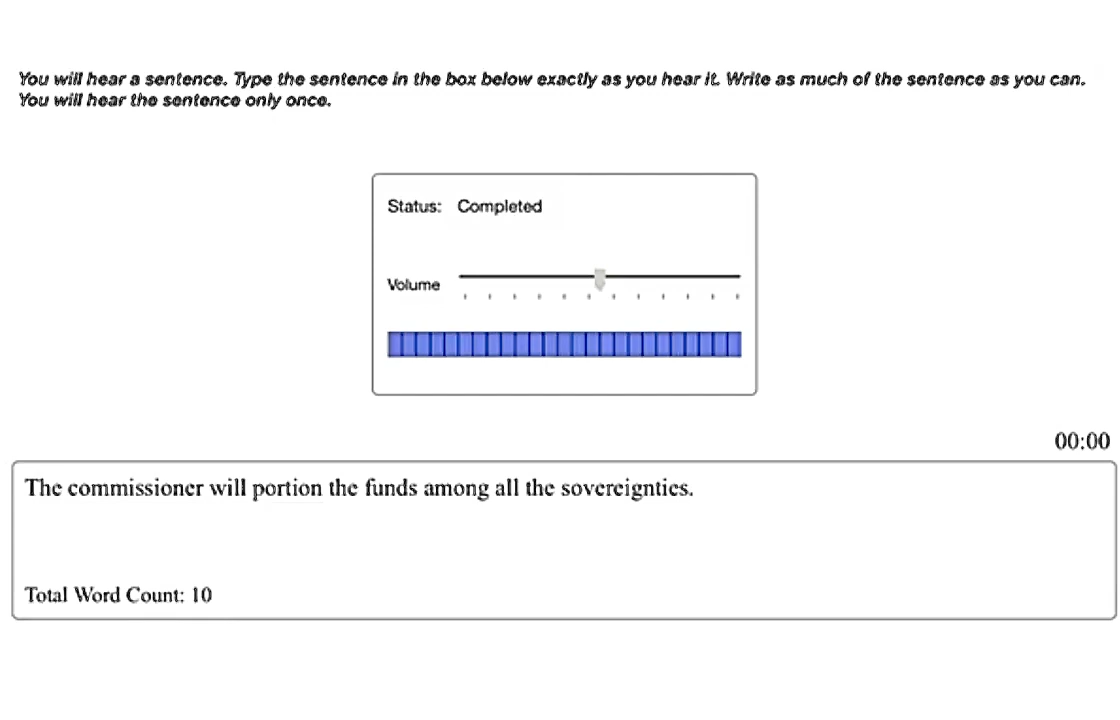 You will hear a sentence. Type the sentence in the box below exactly as you hear it. Write as much of the sentence as you can.
You will hear the sentence only once.
Status: Completed
Volume
00:00
The commissioner will portion the funds among all the sovereignties.
Total Word Count: 10